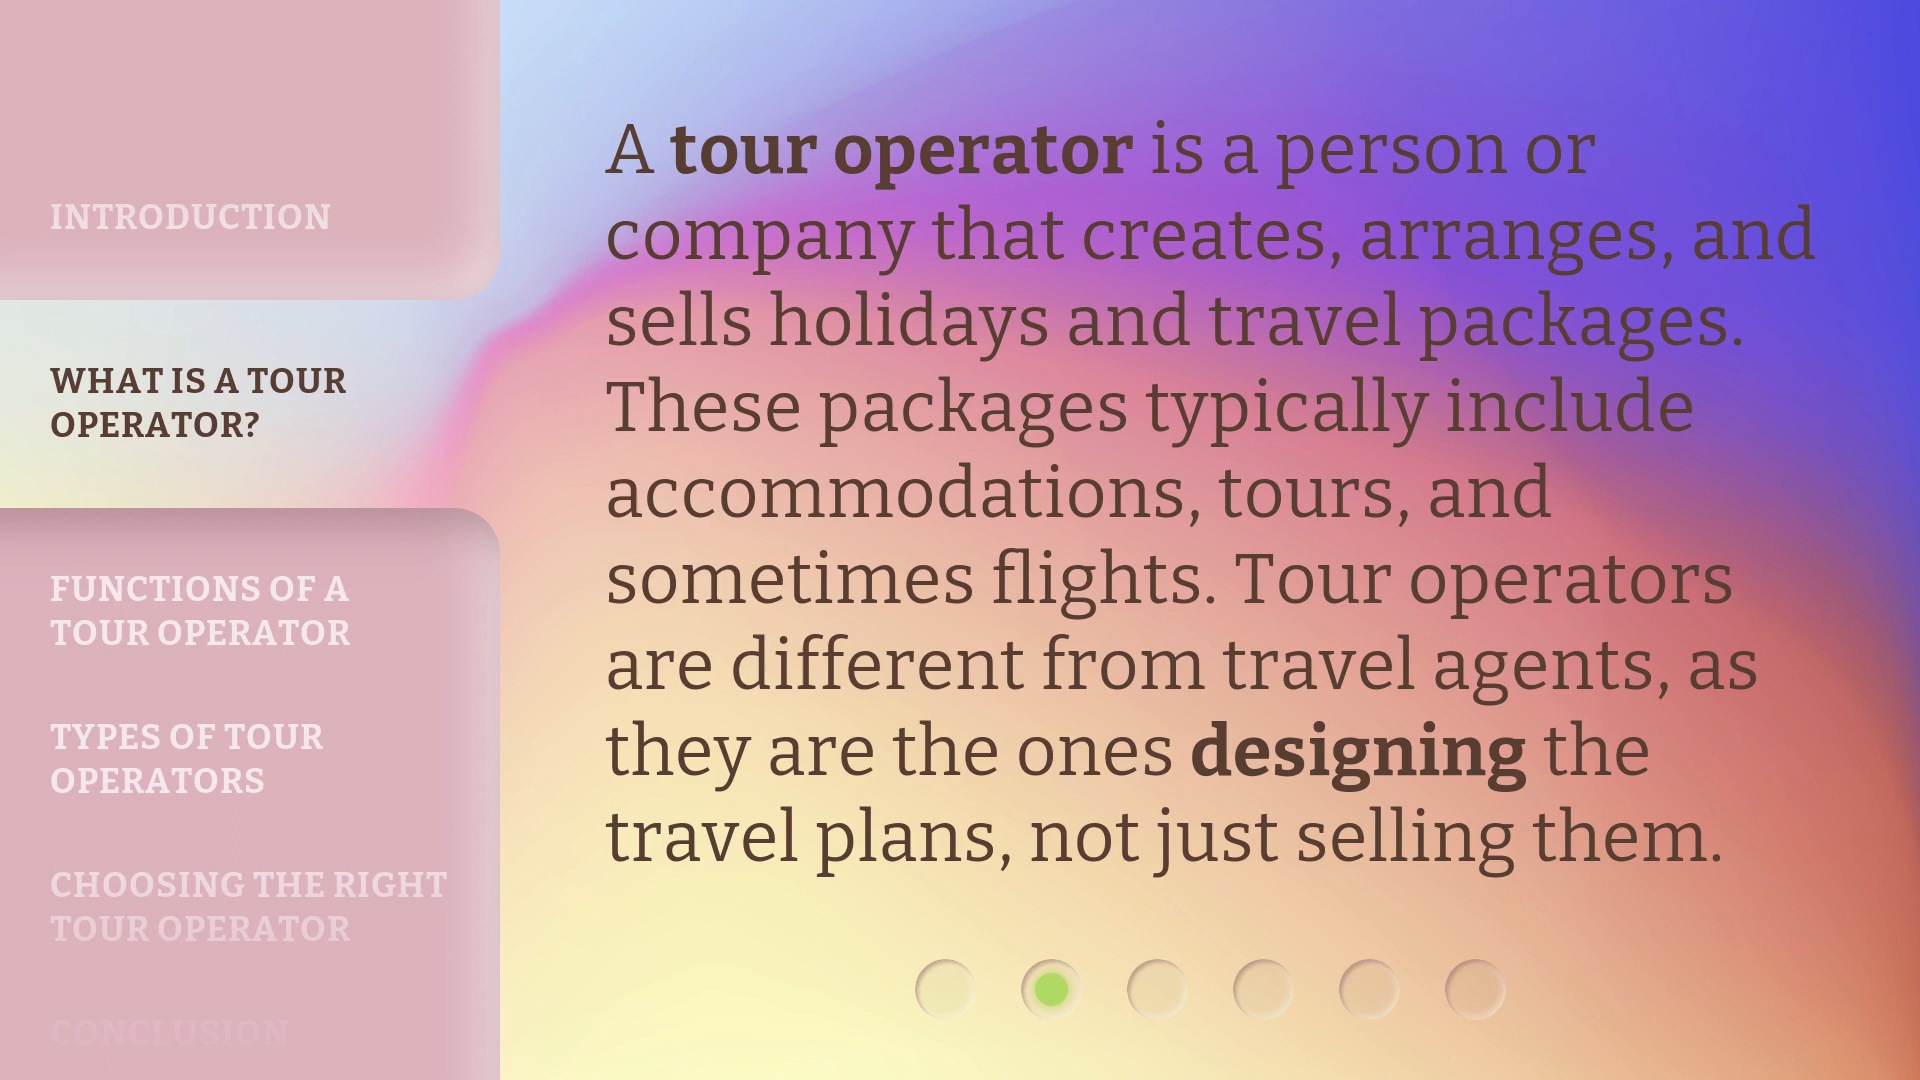 INTRODUCTION
WHAT IS A TOUR
OPERATOR?
FUNCTIONS OF A
TOUR OPERATOR
TYPES OF TOUR
OPERATORS
CHOOSING THE RIGHT
TOUR OPERATOR
CONCLUSION
A tour operator is a person or
company that creates, arranges, and
sells holidays and travel packages.
These packages typically include
accommodations, tours, and
sometimes flights. Tour operators
are different from travel agents, as
they are the ones designing the
travel plans, not just selling them.